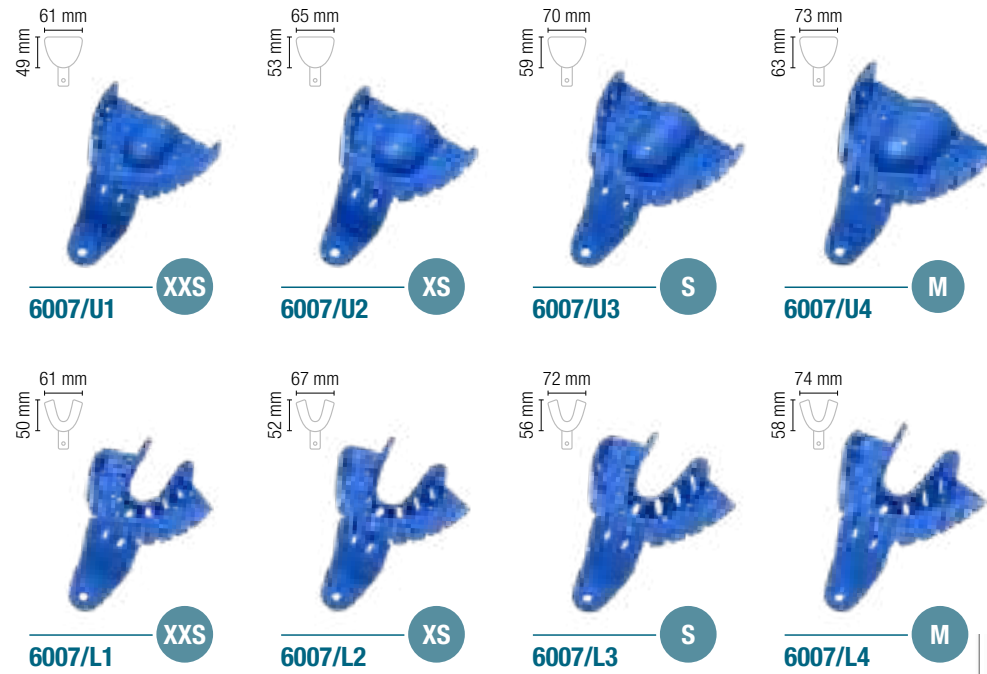 61 mm
49 mm
XXS
6007/U1
65 mm
53 mm
XS
6007/U2
70 mm
59 mm
S
6007/U3
73 mm
63 mm
M
6007/U4
61 mm
50 mm
XXS
6007/L1
67 mm
52 mm
XS
6007/L2
72 mm
56 mm
S
6007/L3
74 mm
58 mm
M
6007/L4